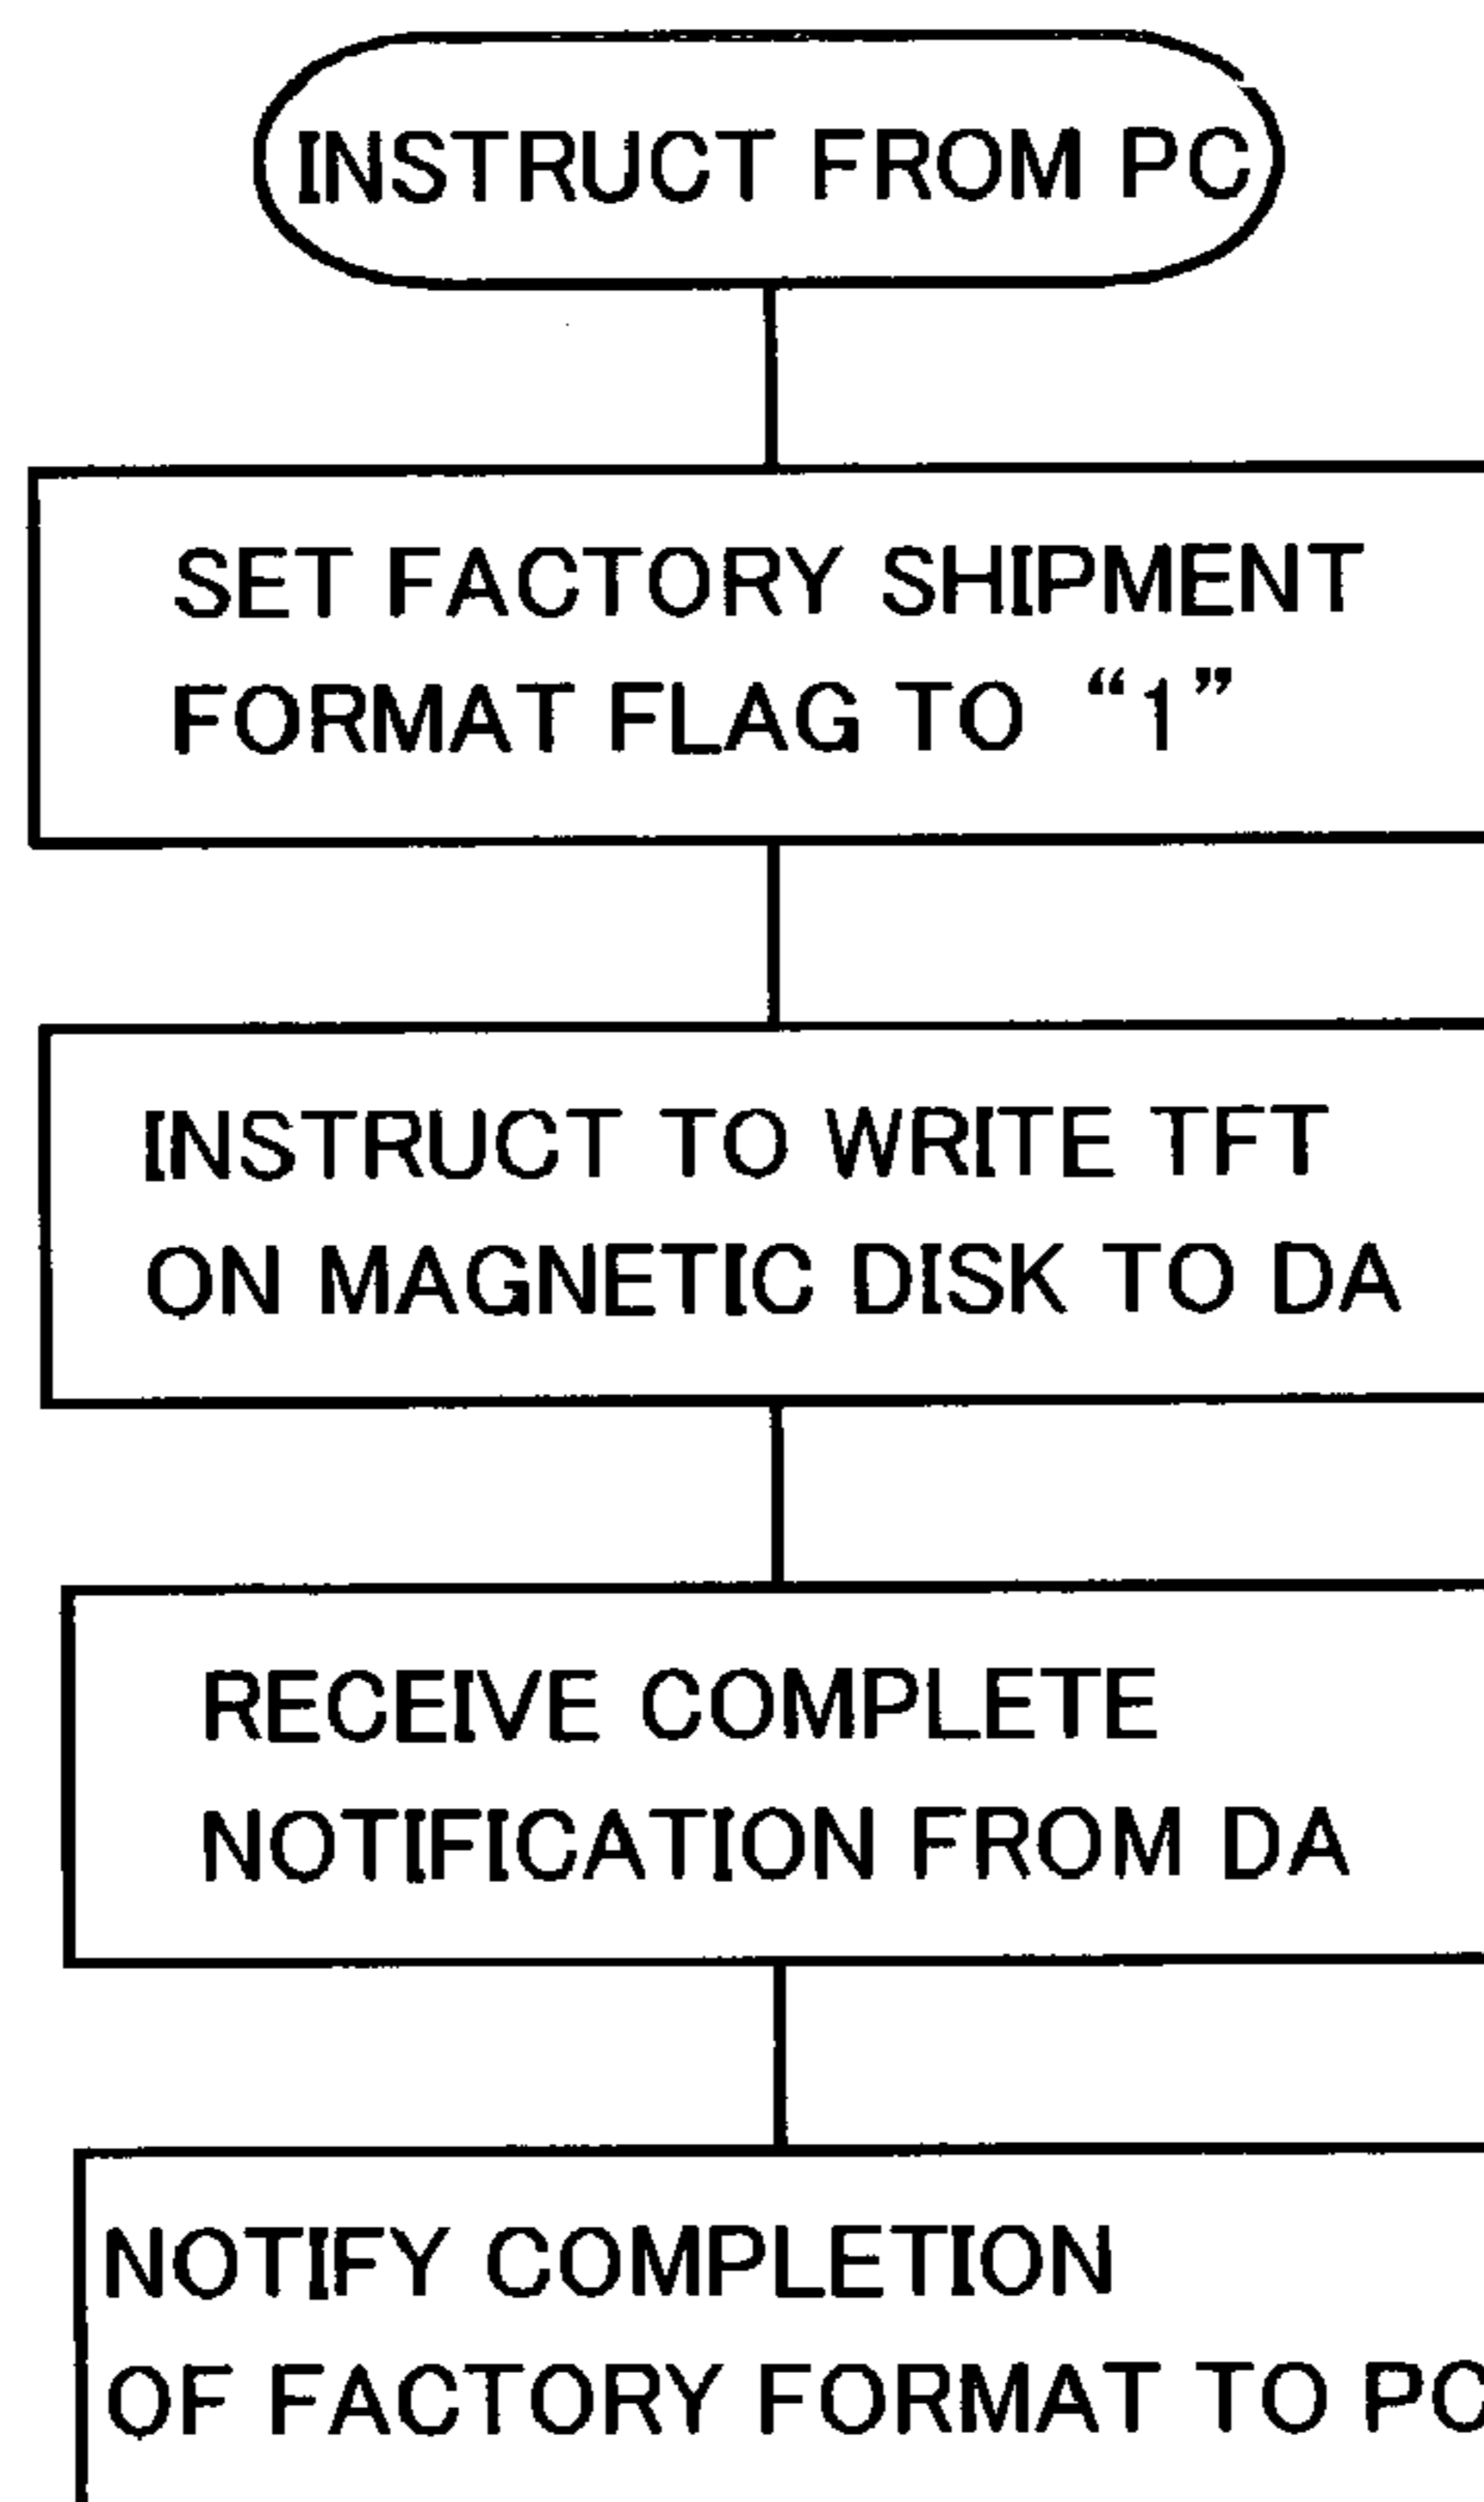 INSTRUCT FROM PC
SET FACTORY SHIPMENT
FORMAT FLAG TO “1”
INSTRUCT TO WRITE TFT
ON MAGNETIC DISK TO DA
RECEIVE COMPLETE
NOTIFICATION FROM DA
NOTIFY COMPLETION
OF FACTORY FORMAT TO PC